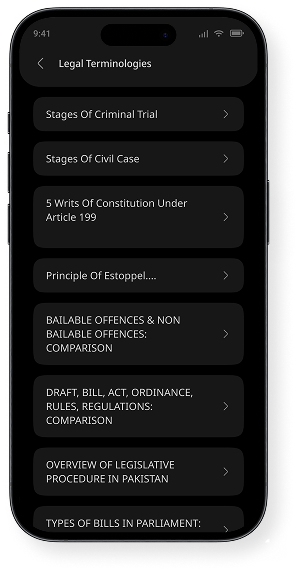 9:41
Legal Terminologies
Stages Of Criminal Trial
Stages Of Civil Case
5 Writs Of Constitution Under
Article 199
Principle Of Estoppel....
BAILABLE OFFENCES & NON
BAILABLE OFFENCES:
COMPARISON
DRAFT, BILL, ACT, ORDINANCE,
RULES, REGULATIONS:
COMPARISON
OVERVIEW OF LEGISLATIVE
PROCEDURE IN PAKISTAN
TYPES OF BILLS IN PARLIAMENT: